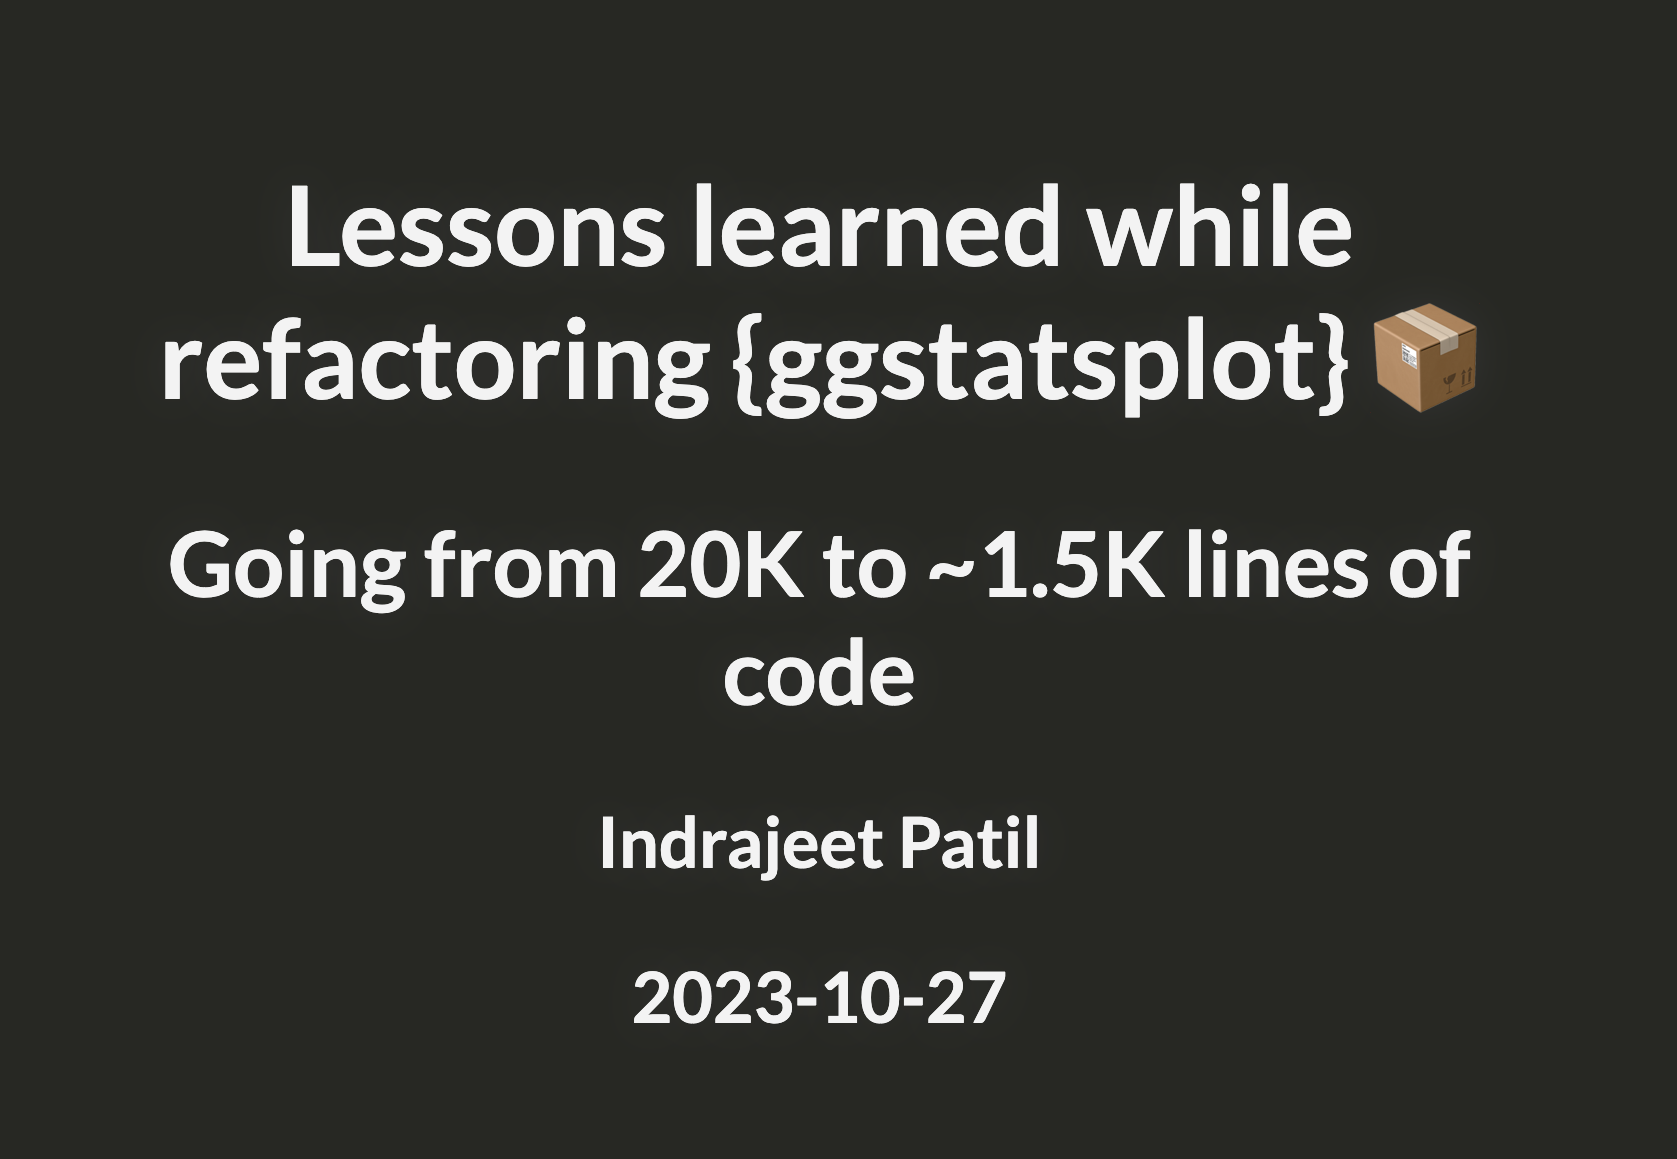 Lessons learned while
refactoring {ggstatsplot} 📦
Going from 20K to ~1.5K lines of
code
Indrajeet Patil
2023-10-27